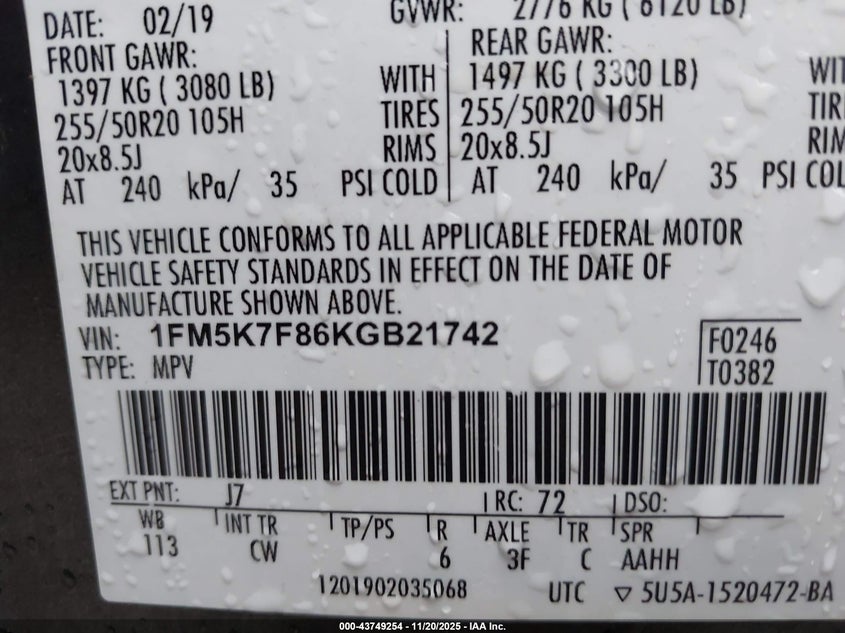 DATE: 02/19 GVWR: 2776 KG ( 6120 LB)
FRONT GAWR: REAR GAWR:
1397 KG ( 3080 LB) WITH 1497 KG ( 3300 LB)
255/50R20 105H TIRES 255/50R20 105H
20x8.5J RIMS 20x8.5J
AT 240 kPa/ 35 PSI COLD AT 240 kPa/ 35 PSI
THIS VEHICLE CONFORMS TO ALL APPLICABLE FEDERAL MOTOR
VEHICLE SAFETY STANDARDS IN EFFECT ON THE DATE OF
MANUFACTURE SHOWN ABOVE.
VIN: 1FM5K7F86KGB21742 F0246
TYPE: MPV T0382
EXT PNT: J7 RC: 72 DSO:
WB INT TR TP/PS R AXLE TR SPR
113 CW 6 3F C AAHH
1201902035068 UTC ▽ 5U5A-1520472-BA
000-43749254 - 11/20/2025 - IAA Inc.